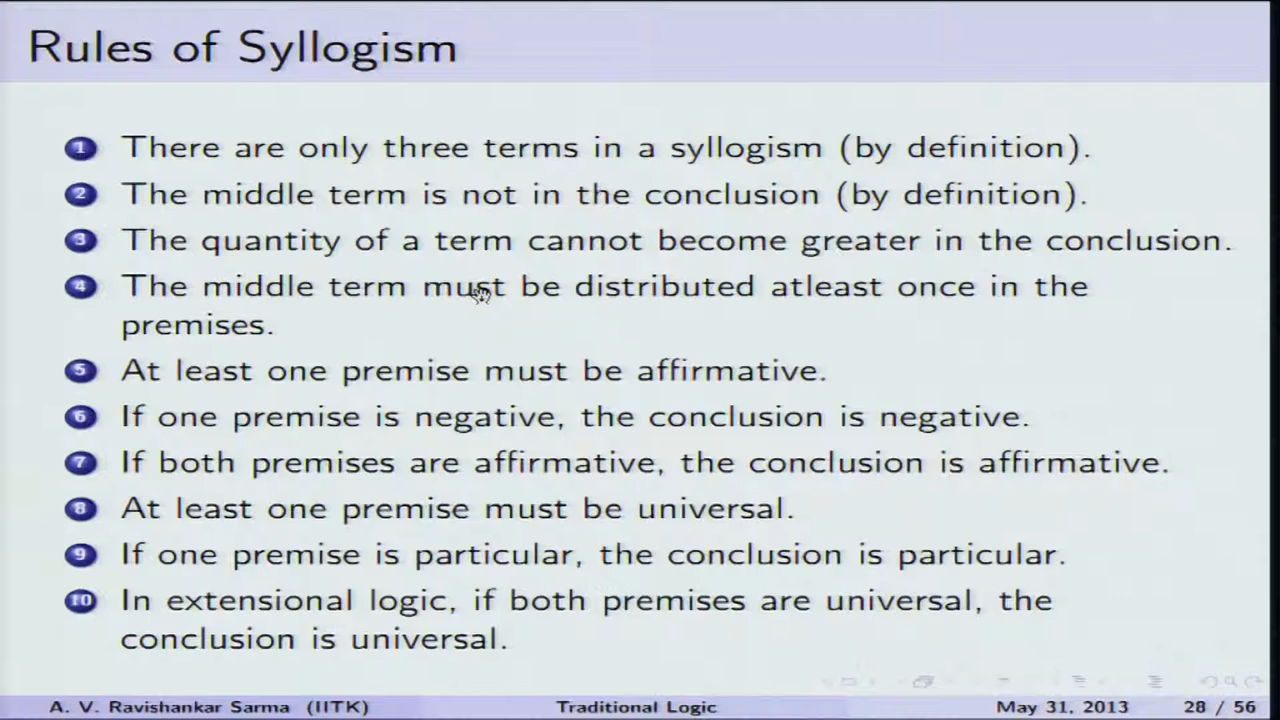 Rules of Syllogism
1 There are only three terms in a syllogism (by definition).
2 The middle term is not in the conclusion (by definition).
3 The quantity of a term cannot become greater in the conclusion.
4 The middle term must be distributed atleast once in the
premises.
5 At least one premise must be affirmative.
6 If one premise is negative, the conclusion is negative.
7 If both premises are affirmative, the conclusion is affirmative.
8 At least one premise must be universal.
9 If one premise is particular, the conclusion is particular.
10 In extensional logic, if both premises are universal, the
conclusion is universal.
A. V. Ravishankar Sarma (IITK) Traditional Logic May 31, 2013 28 / 56